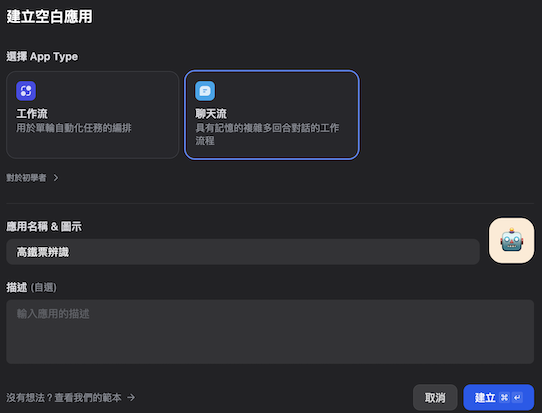 建立空白應用
選擇 App Type
工作流
用於單輪自動化任務的編排
聊天流
具有記憶的複雜多回合對話的工作
流程
對於初學者 >
應用名稱 & 圖示
高鐵票辨識
描述 (自選)
輸入應用的描述
沒有想法？查看我們的範本 →
取消
建立 ⌘ ↵